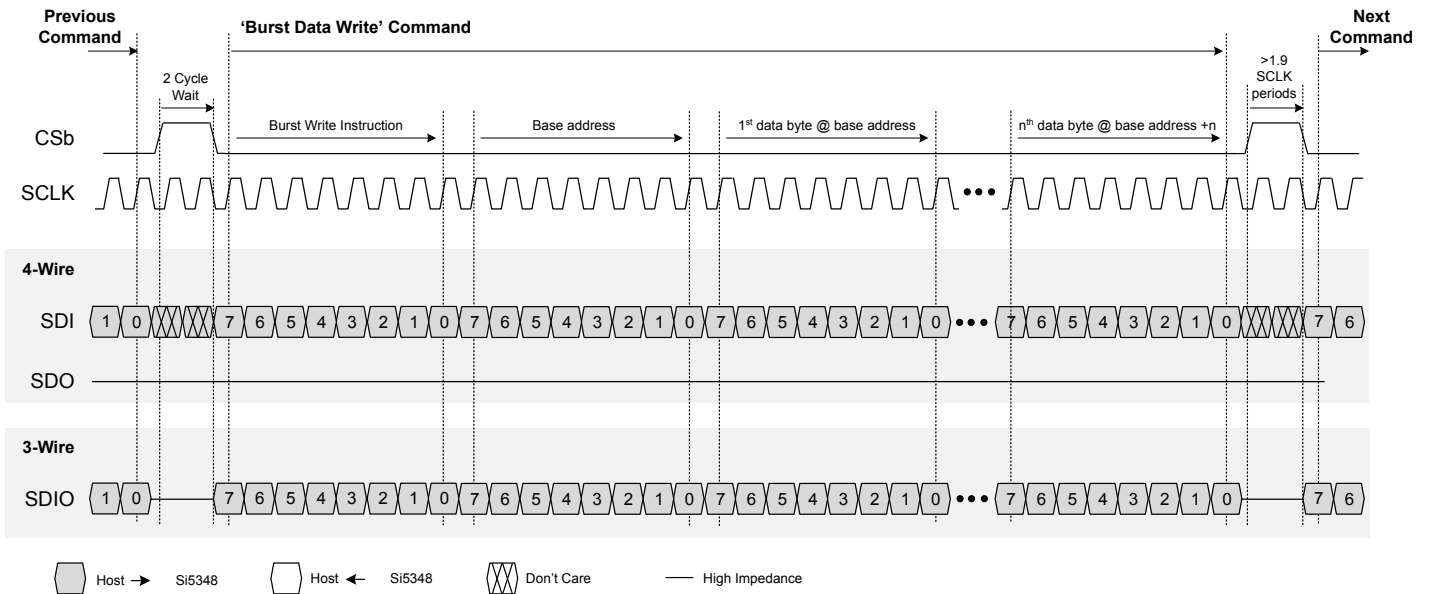 Previous Command
'Burst Data Write' Command
Next Command
2 Cycle Wait
>1.9 SCLK periods
CSb
Burst Write Instruction
Base address
1st data byte @ base address
nth data byte @ base address +n
SCLK
4-Wire
SDI 1 0 7 6 5 4 3 2 1 0 7 6 5 4 3 2 1 0 7 6 5 4 3 2 1 0 ••• 7 6 5 4 3 2 1 0 7 6
SDO
3-Wire
SDIO 1 0 7 6 5 4 3 2 1 0 7 6 5 4 3 2 1 0 7 6 5 4 3 2 1 0 ••• 7 6 5 4 3 2 1 0 7 6
Host → Si5348
Host ← Si5348
Don't Care
High Impedance